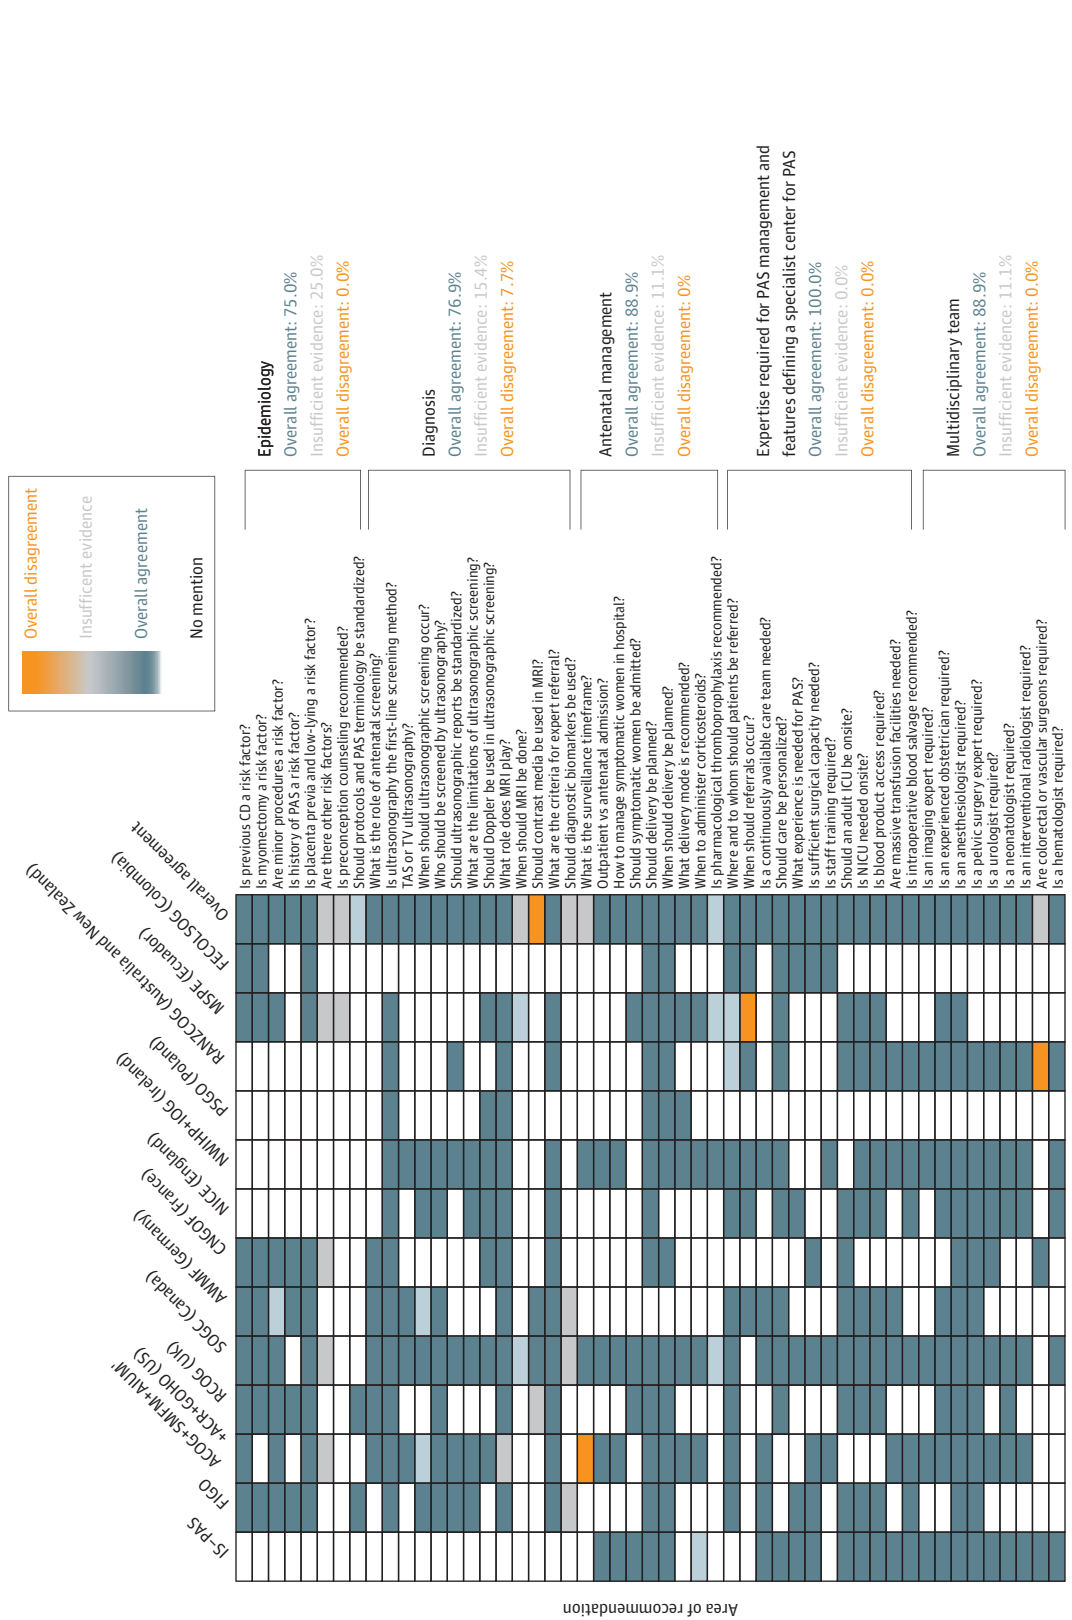 Overall disagreement
Insufficent evidence
Overall agreement
No mention
Area of recommendation
Overall agreement
FECOLSOG (Colombia)
MSPE (Ecuador)
RANZCOG (Australia and New Zealand)
PSGO (Poland)
NWIHP+IOG (Ireland)
NICE (England)
CNGOF (France)
AWMF (Germany)
SOGC (Canada)
RCOG (UK)
ACOG+SMFM+AIUM'
+ACR+GOHO (US)
FIGO
IS-PAS
Is previous CD a risk factor?
Is myomectomy a risk factor?
Are minor procedures a risk factor?
Is history of PAS a risk factor?
Is placenta previa and low-lying a risk factor?
Are there other risk factors?
Is preconception counseling recommended?
Should protocols and PAS terminology be standardized?
What is the role of antenatal screening?
Is ultrasonography the first-line screening method?
TAS or TV ultrasonography?
When should ultrasonographic screening occur?
Who should be screened by ultrasonography?
Should ultrasonographic reports be standardized?
What are the limitations of ultrasonographic screening?
Should Doppler be used in ultrasonographic screening?
What role does MRI play?
When should MRI be done?
Should contrast media be used in MRI?
What are the criteria for expert referral?
Should diagnostic biomarkers be used?
What is the surveillance timeframe?
Outpatient vs antenatal admission?
How to manage symptomatic women in hospital?
Should symptomatic women be admitted?
Should delivery be planned?
When should delivery be planned?
What delivery mode is recommended?
When to administer corticosteroids?
Is pharmacological thromboprophylaxis recommended?
Where and to whom should patients be referred?
When should referrals occur?
Is a continuously available care team needed?
Should care be personalized?
What experience is needed for PAS?
Is sufficient surgical capacity needed?
Is staff training required?
Should an adult ICU be onsite?
Is NICU needed onsite?
Is blood product access required?
Are massive transfusion facilities needed?
Is intraoperative blood salvage recommended?
Is an imaging expert required?
Is an experienced obstetrician required?
Is an anesthesiologist required?
Is a pelvic surgery expert required?
Is a urologist required?
Is a neonatologist required?
Is an interventional radiologist required?
Are colorectal or vascular surgeons required?
Is a hematologist required?
Epidemiology
Overall agreement: 75.0%
Insufficient evidence: 25.0%
Overall disagreement: 0.0%
Diagnosis
Overall agreement: 76.9%
Insufficient evidence: 15.4%
Overall disagreement: 7.7%
Antenatal management
Overall agreement: 88.9%
Insufficient evidence: 11.1%
Overall disagreement: 0%
Expertise required for PAS management and
features defining a specialist center for PAS
Overall agreement: 100.0%
Insufficient evidence: 0.0%
Overall disagreement: 0.0%
Multidisciplinary team
Overall agreement: 88.9%
Insufficient evidence: 11.1%
Overall disagreement: 0.0%